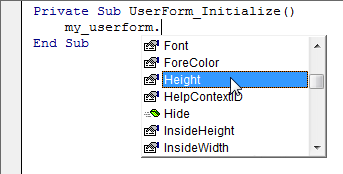 Private Sub UserForm_Initialize()
my_userform.
End Sub
Font
ForeColor
Height
HelpContextID
Hide
InsideHeight
InsideWidth